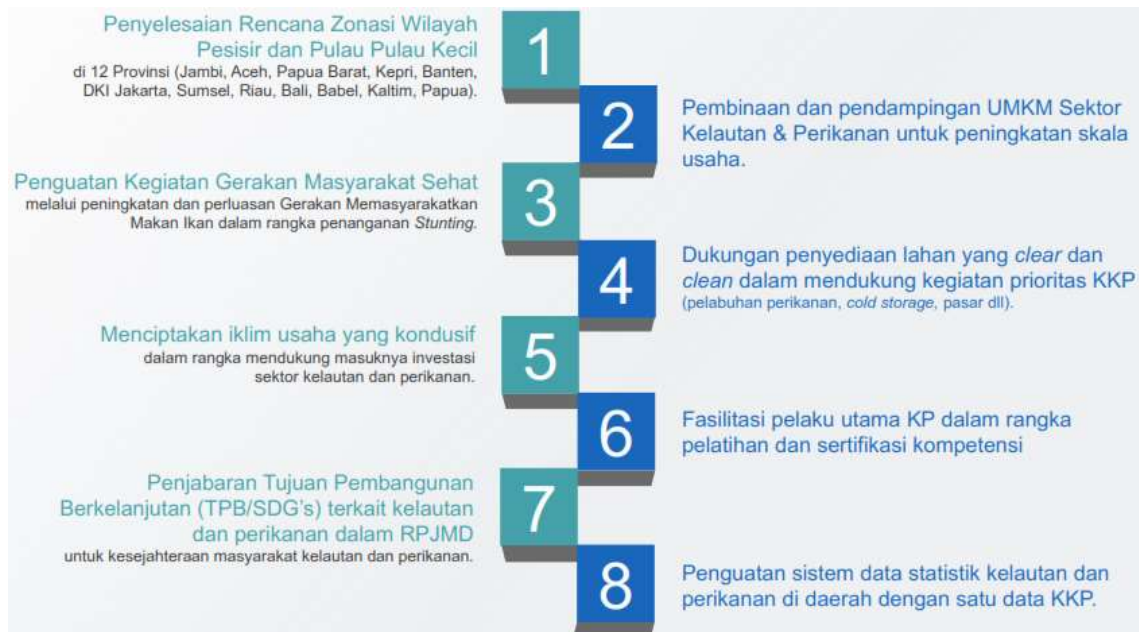 1
Penyelesaian Rencana Zonasi Wilayah
Pesisir dan Pulau Pulau Kecil
di 12 Provinsi (Jambi, Aceh, Papua Barat, Kepri, Banten,
DKI Jakarta, Sumsel, Riau, Bali, Babel, Kaltim, Papua).
2
Pembinaan dan pendampingan UMKM Sektor
Kelautan & Perikanan untuk peningkatan skala
usaha.
3
Penguatan Kegiatan Gerakan Masyarakat Sehat
melalui peningkatan dan perluasan Gerakan Memasyarakatkan
Makan Ikan dalam rangka penanganan Stunting.
4
Dukungan penyediaan lahan yang clear dan
clean dalam mendukung kegiatan prioritas KKP
(pelabuhan perikanan, cold storage, pasar dll).
5
Menciptakan iklim usaha yang kondusif
dalam rangka mendukung masuknya investasi
sektor kelautan dan perikanan.
6
Fasilitasi pelaku utama KP dalam rangka
pelatihan dan sertifikasi kompetensi
7
Penjabaran Tujuan Pembangunan
Berkelanjutan (TPB/SDG's) terkait kelautan
dan perikanan dalam RPJMD
untuk kesejahteraan masyarakat kelautan dan perikanan.
8
Penguatan sistem data statistik kelautan dan
perikanan di daerah dengan satu data KKP.